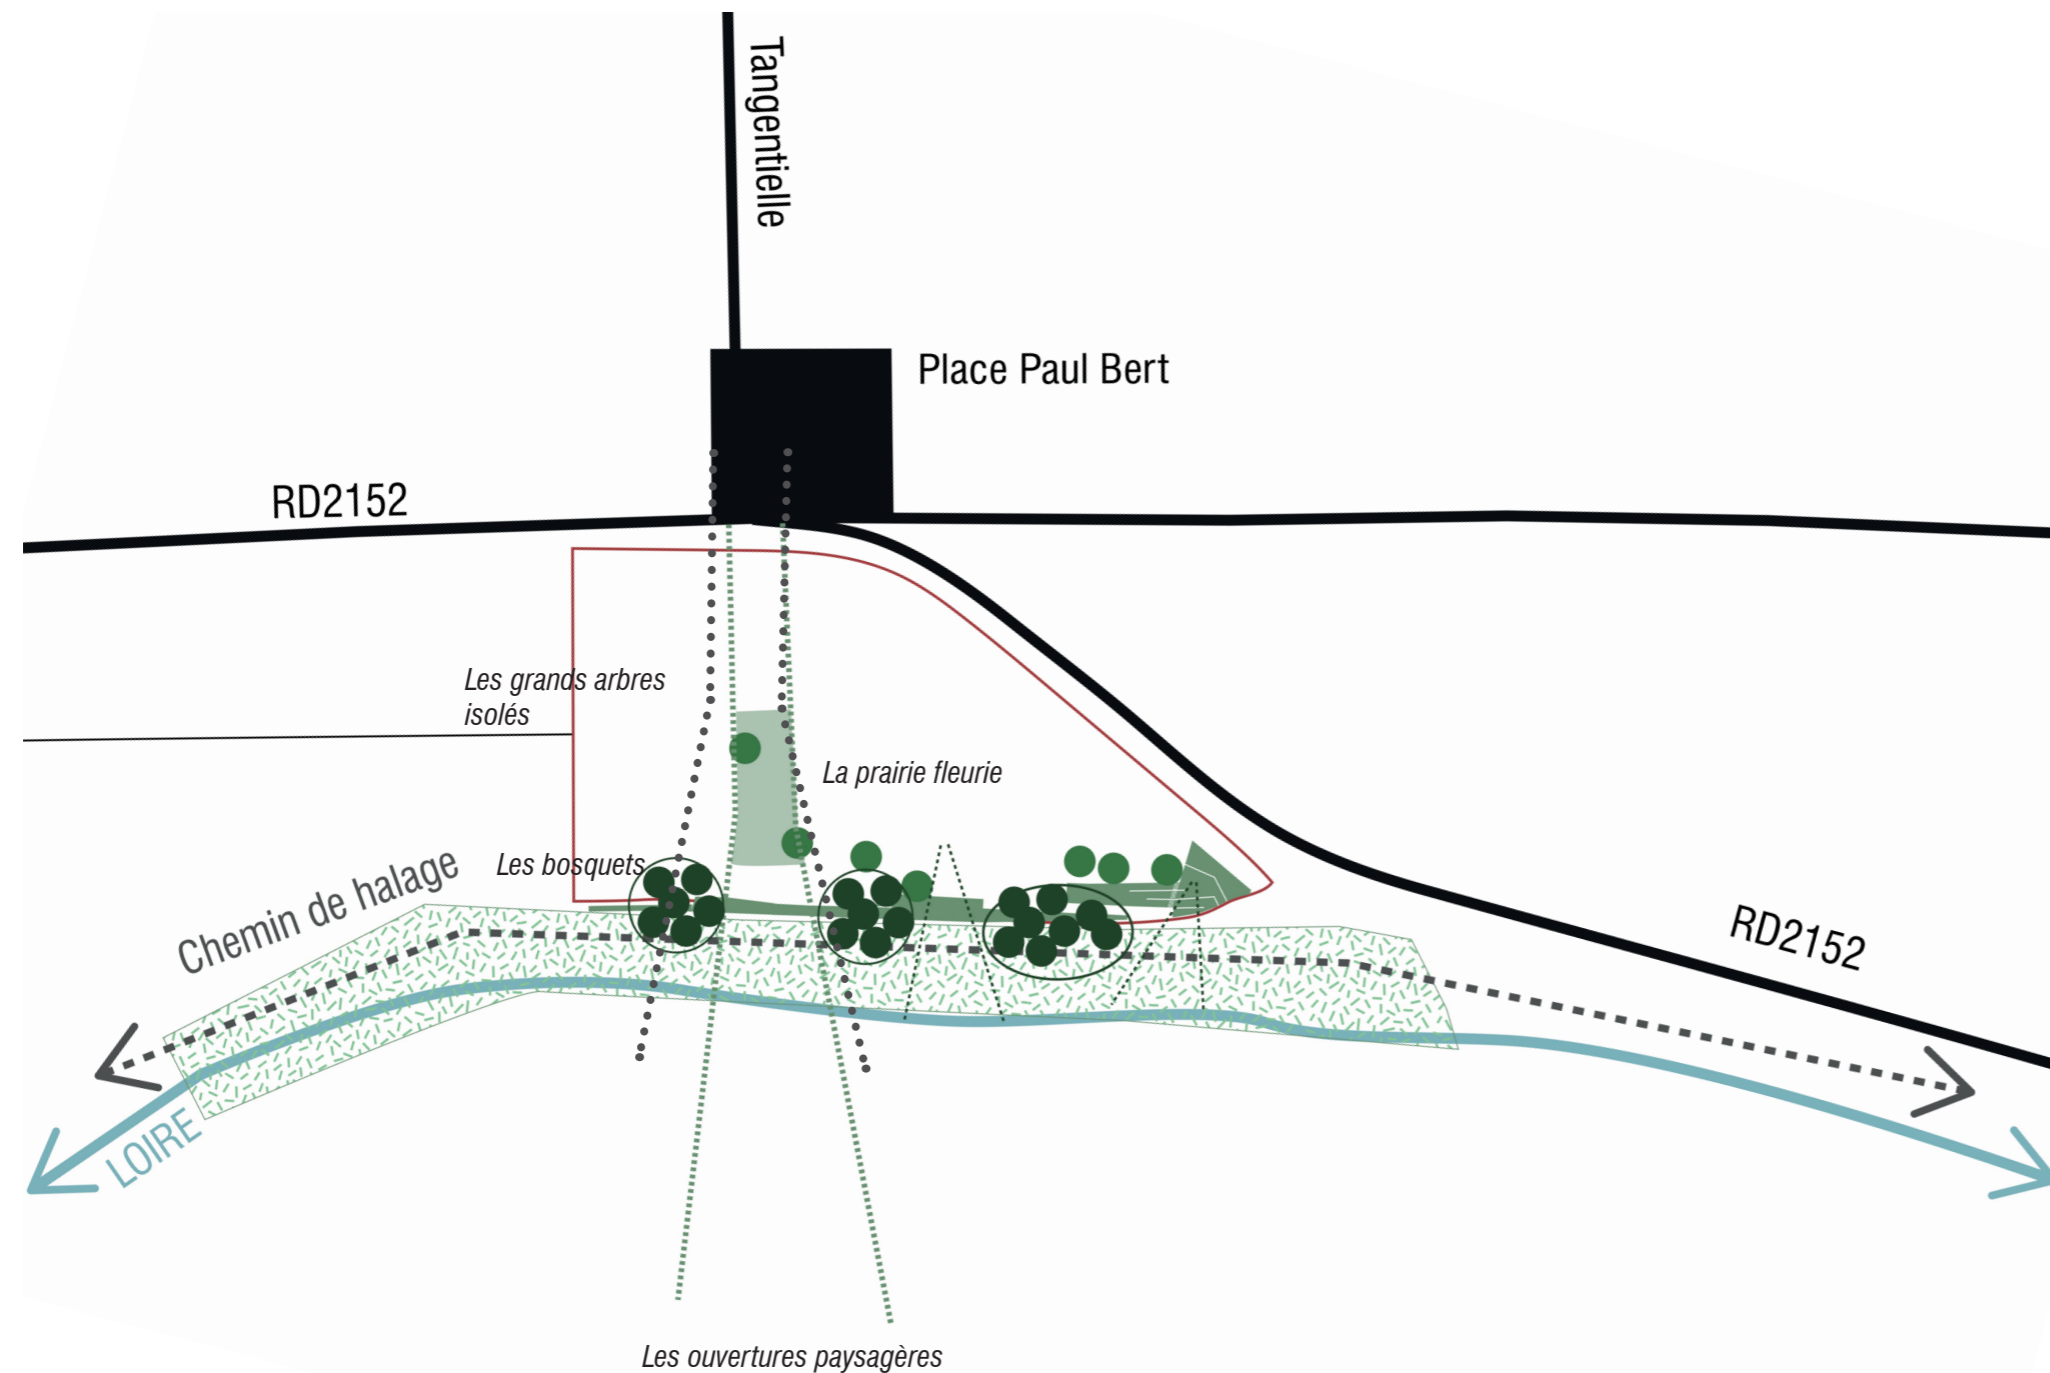 Tangentielle
Place Paul Bert
RD2152
Les grands arbres
isolés
La prairie fleurie
Les bosquets
Chemin de halage
RD2152
LOIRE
Les ouvertures paysagères